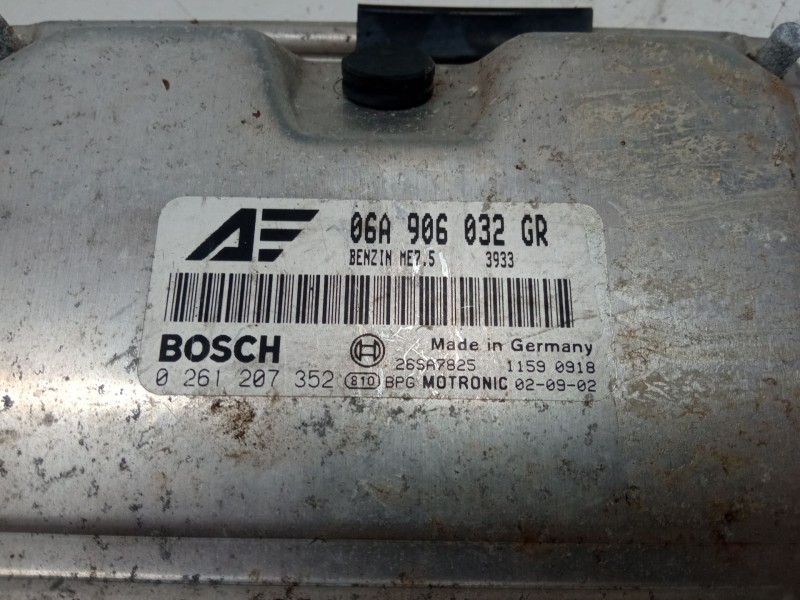 AE 06A 906 032 GR
BENZIN ME7.5 3933
BOSCH Made in Germany
26SA7825 1159 0918
0 261 207 352 810 BPG MOTRONIC 02-09-02